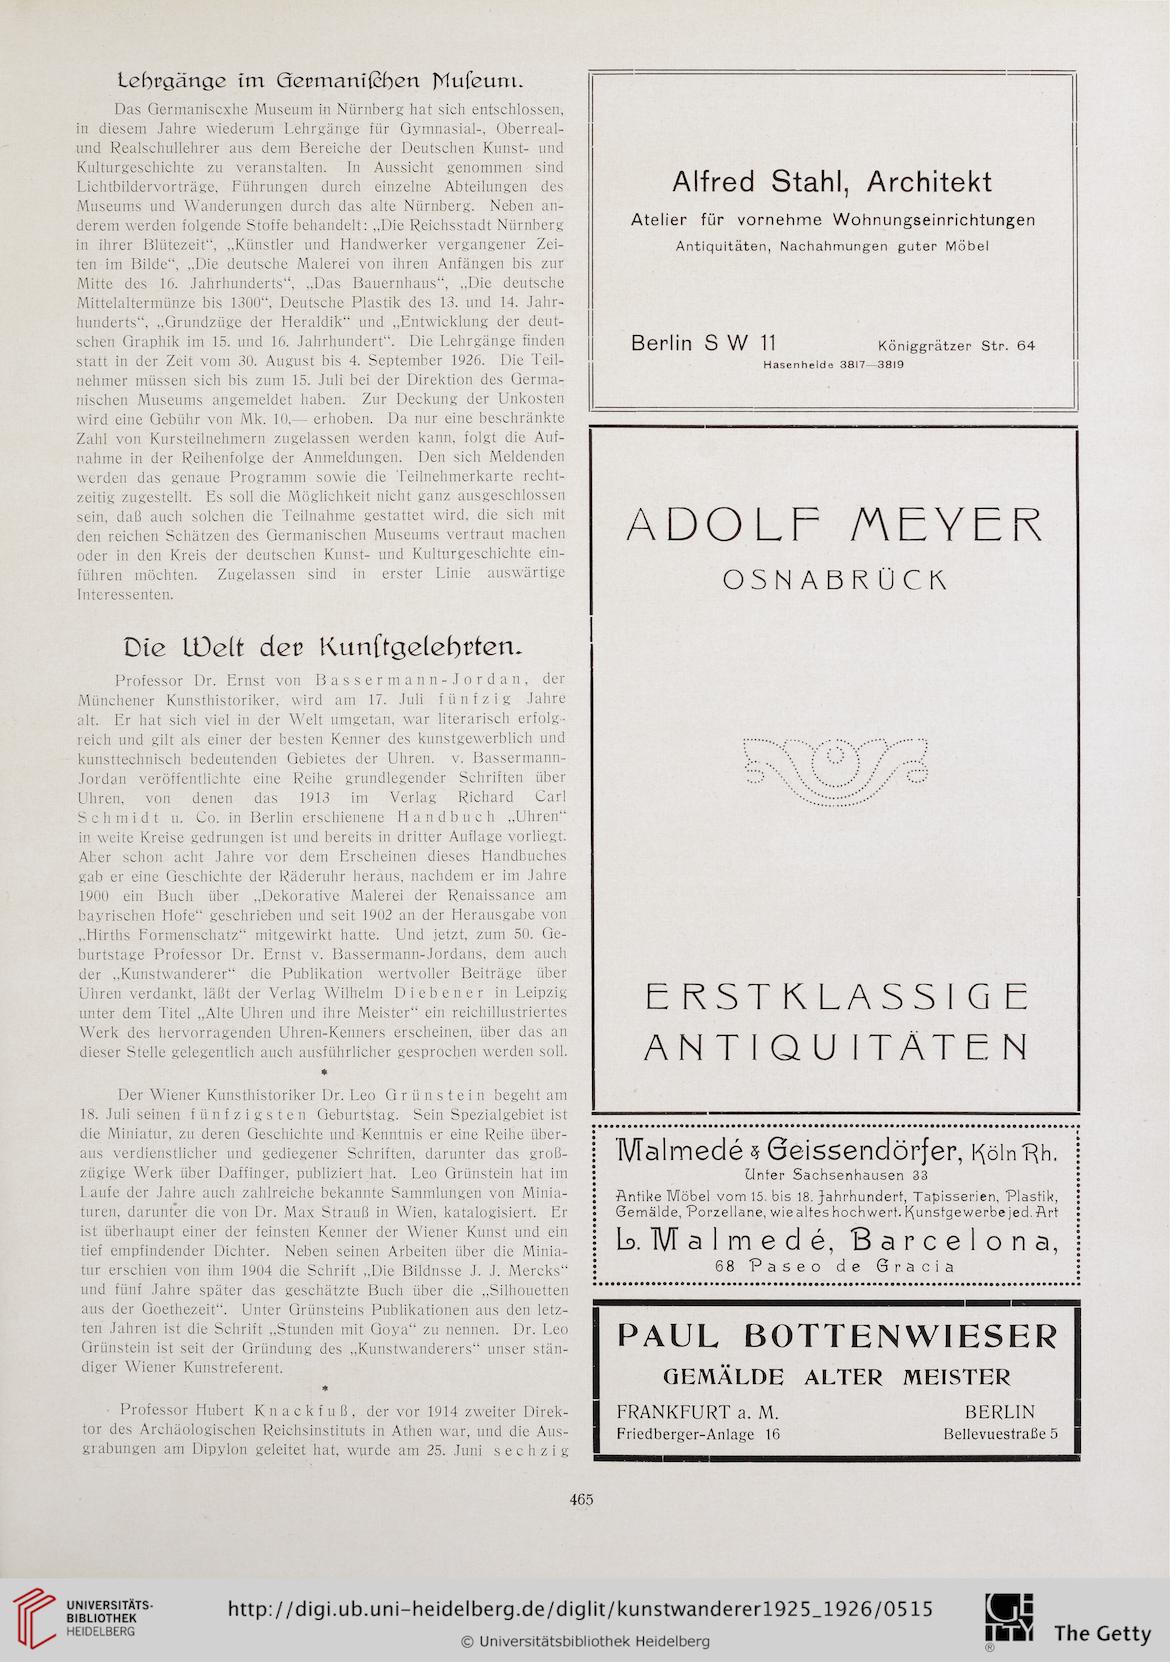 Lehrgänge im Germanischen Museum.
Das Germaniscxhe Museum in Nürnberg hat sich entschlossen,
in diesem Jahre wiederum Lehrgänge für Gymnasial-, Oberreal-
und Realschullehrer aus dem Bereiche der Deutschen Kunst- und
Kulturgeschichte zu veranstalten. In Aussicht genommen sind
Lichtbildervorträge, Führungen durch einzelne Abteilungen des
Museums und Wanderungen durch das alte Nürnberg. Neben an-
derem werden folgende Stoffe behandelt: „Die Reichsstadt Nürnberg
in ihrer Blütezeit“, „Künstler und Handwerker vergangener Zei-
ten im Bilde“, „Die deutsche Malerei von ihren Anfängen bis zur
Mitte des 16. Jahrhunderts“, „Das Bauernhaus“, „Die deutsche
Mittelaltermünze bis 1300“, Deutsche Plastik des 13. und 14. Jahr-
hunderts“, „Grundzüge der Heraldik“ und „Entwicklung der deut-
schen Graphik im 15. und 16. Jahrhundert“. Die Lehrgänge finden
statt in der Zeit vom 30. August bis 4. September 1926. Die Teil-
nehmer müssen sich bis zum 15. Juli bei der Direktion des Germa-
nischen Museums angemeldet haben. Zur Deckung der Unkosten
wird eine Gebühr von Mk. 10,— erhoben. Da nur eine beschränkte
Zahl von Kursteilnehmern zugelassen werden kann, folgt die Auf-
nahme in der Reihenfolge der Anmeldungen. Den sich Meldenden
werden das genaue Programm sowie die Teilnehmerkarte recht-
zeitig zugestellt. Es soll die Möglichkeit nicht ganz ausgeschlossen
sein, daß auch solchen die Teilnahme gestattet wird, die sich mit
den reichen Schätzen des Germanischen Museums vertraut machen
oder in den Kreis der deutschen Kunst- und Kulturgeschichte ein-
führen möchten. Zugelassen sind in erster Linie auswärtige
Interessenten.
Die Welt der Kunstgelehrten.
Professor Dr. Ernst von Bassermann-Jordan, der
Münchener Kunsthistoriker, wird am 17. Juli fünfzig Jahre
alt. Er hat sich viel in der Welt umgetan, war literarisch erfolg-
reich und gilt als einer der besten Kenner des kunstgewerblich und
kunsttechnisch bedeutenden Gebietes der Uhren. v. Bassermann-
Jordan veröffentlichte eine Reihe grundlegender Schriften über
Uhren, von denen das 1913 im Verlag Richard Carl
Schmidt u. Co. in Berlin erschienene Handbuch „Uhren“
in weite Kreise gedrungen ist und bereits in dritter Auflage vorliegt.
Aber schon acht Jahre vor dem Erscheinen dieses Handbuches
gab er eine Geschichte der Räderuhr heraus, nachdem er im Jahre
1900 ein Buch über „Dekorative Malerei der Renaissance am
bayrischen Hofe“ geschrieben und seit 1902 an der Herausgabe von
„Hirths Formenschatz“ mitgewirkt hatte. Und jetzt, zum 50. Ge-
burtstage Professor Dr. Ernst v. Bassermann-Jordans, dem auch
der „Kunstwanderer“ die Publikation wertvoller Beiträge über
Uhren verdankt, läßt der Verlag Wilhelm Diebener in Leipzig
unter dem Titel „Alte Uhren und ihre Meister“ ein reichillustriertes
Werk des hervorragenden Uhren-Kenners erscheinen, über das an
dieser Stelle gelegentlich auch ausführlicher gesprochen werden soll.
*
Der Wiener Kunsthistoriker Dr. Leo Grünstein begeht am
18. Juli seinen fünfzigsten Geburtstag. Sein Spezialgebiet ist
die Miniatur, zu deren Geschichte und Kenntnis er eine Reihe über-
aus verdienstlicher und gediegener Schriften, darunter das groß-
zügige Werk über Daffinger, publiziert hat. Leo Grünstein hat im
Laufe der Jahre auch zahlreiche bekannte Sammlungen von Minia-
turen, darunter die von Dr. Max Strauß in Wien, katalogisiert. Er
ist überhaupt einer der feinsten Kenner der Wiener Kunst und ein
tief empfindender Dichter. Neben seinen Arbeiten über die Minia-
tur erschien von ihm 1904 die Schrift „Die Bildnsse J. J. Mercks“
und fünf Jahre später das geschätzte Buch über die „Silhouetten
aus der Goethezeit“. Unter Grünsteins Publikationen aus den letz-
ten Jahren ist die Schrift „Stunden mit Goya“ zu nennen. Dr. Leo
Grünstein ist seit der Gründung des „Kunstwanderers“ unser stän-
diger Wiener Kunstreferent.
*
Professor Hubert Knackfuß, der vor 1914 zweiter Direk-
tor des Archäologischen Reichsinstituts in Athen war, und die Aus-
grabungen am Dipylon geleitet hat, wurde am 25. Juni sechzig
Alfred Stahl, Architekt
Atelier für vornehme Wohnungseinrichtungen
Antiquitäten, Nachahmungen guter Möbel
Berlin SW 11 Königgrätzer Str. 64
Hasenheide 3817—3819
ADOLF MEYER
OSNABRÜCK
ERSTKLASSIGE
ANTIQUITÄTEN
Malmedé & Geissendörfer, Köln Rh.
Unter Sachsenhausen 33
Antike Möbel vom 15. bis 18. Jahrhundert, Tapisserien, Plastik,
Gemälde, Porzellane, wie altes hochwert. Kunstgewerbe jed. Art
L. Malmedé, Barcelona,
68 Paseo de Gracia
PAUL BOTTENWIESER
GEMÄLDE ALTER MEISTER
FRANKFURT a. M. BERLIN
Friedberger-Anlage 16 Bellevuestraße 5
465
UNIVERSITÄTS-
BIBLIOTHEK
HEIDELBERG
http://digi.ub.uni-heidelberg.de/diglit/kunstwanderer1925_1926/0515
© Universitätsbibliothek Heidelberg
GETTY
®
The Getty